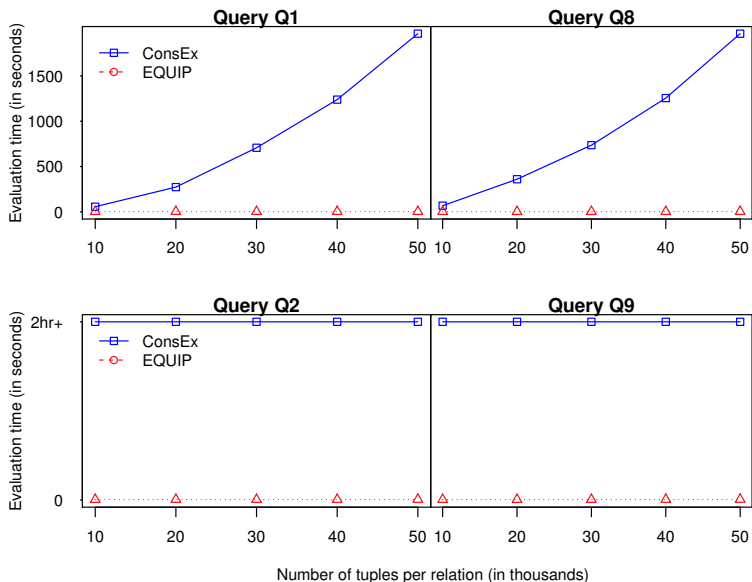 Query Q1
Query Q8
Evaluation time (in seconds)
1500
1000
500
0
ConsEx
EQUIP
10 20 30 40 50
10 20 30 40 50
Query Q2
Query Q9
Evaluation time (in seconds)
2hr+
0
ConsEx
EQUIP
10 20 30 40 50
10 20 30 40 50
Number of tuples per relation (in thousands)